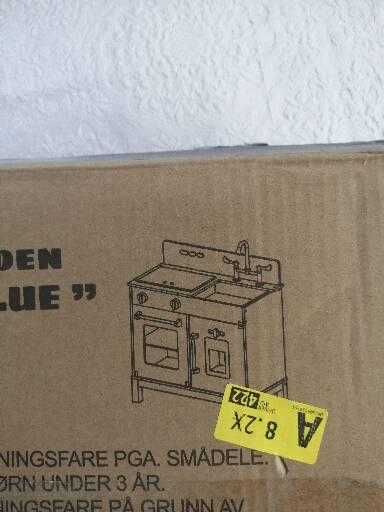 DEN
LUE”
A
8.2X
422
NINGSFARE PGA. SMÅDELE.
ØRN UNDER 3 ÅR.
NINGSFARE PÅ GRUNN AV